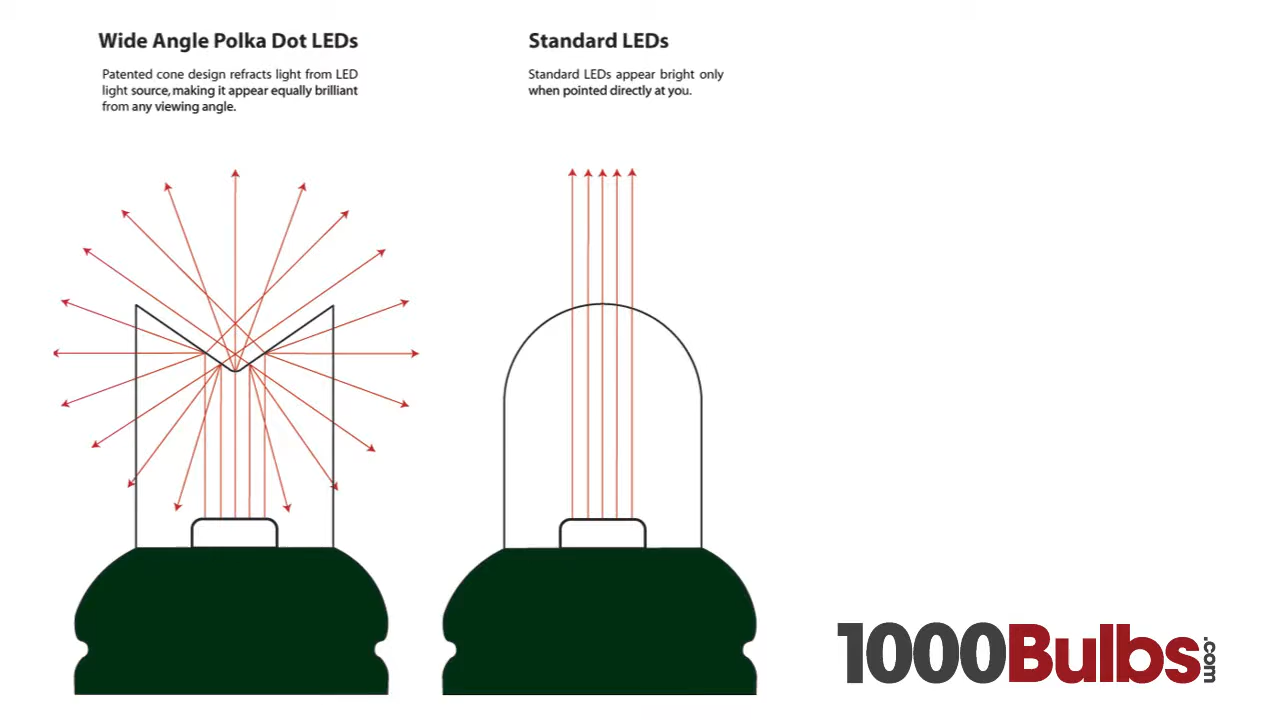 Wide Angle Polka Dot LEDs
Patented cone design refracts light from LED
light source, making it appear equally brilliant
from any viewing angle.
Standard LEDs
Standard LEDs appear bright only
when pointed directly at you.
1000Bulbs.com